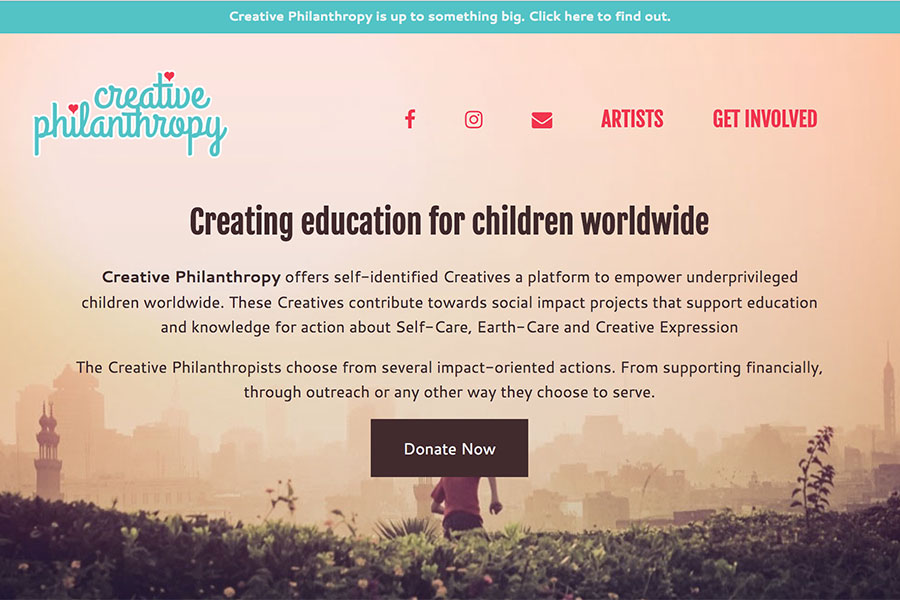 Creative Philanthropy is up to something big. Click here to find out.
creative
philanthropy
ARTISTS GET INVOLVED
Creating education for children worldwide
Creative Philanthropy offers self-identified Creatives a platform to empower underprivileged
children worldwide. These Creatives contribute towards social impact projects that support education
and knowledge for action about Self-Care, Earth-Care and Creative Expression
The Creative Philanthropists choose from several impact-oriented actions. From supporting financially,
through outreach or any other way they choose to serve.
Donate Now